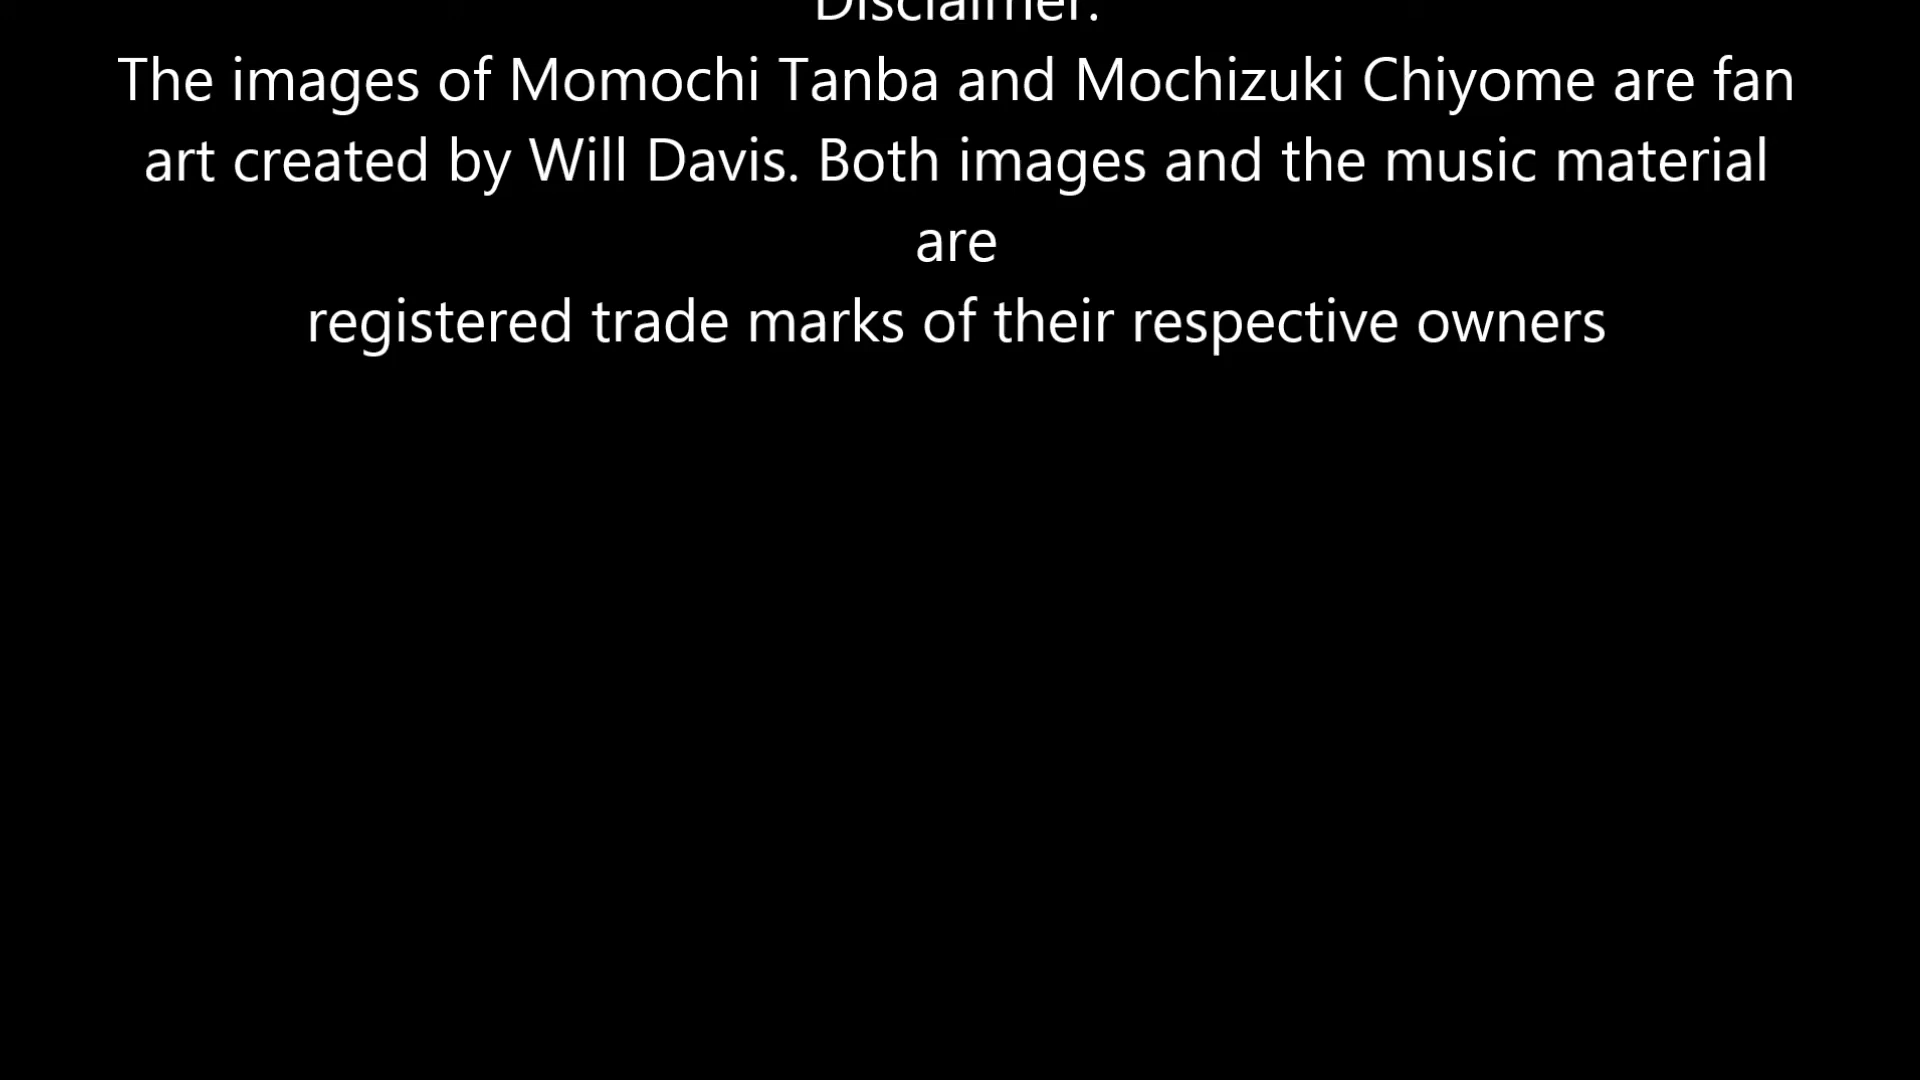 Disclaimer:
The images of Momochi Tanba and Mochizuki Chiyome are fan
art created by Will Davis. Both images and the music material
are
registered trade marks of their respective owners